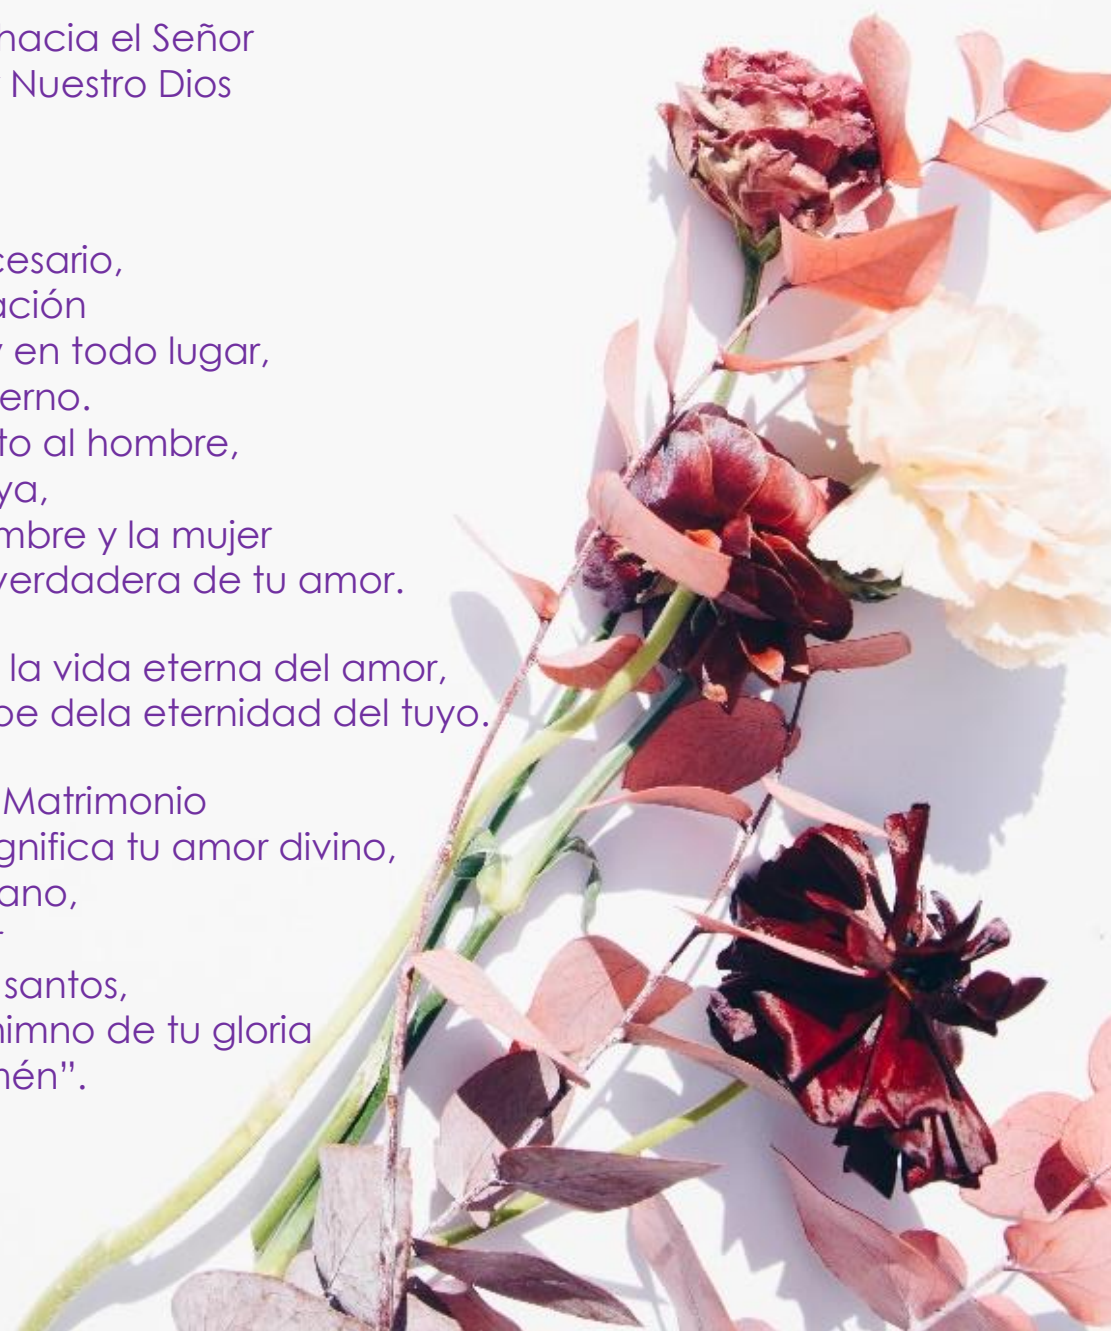 hacia el Señor
Nuestro Dios
cesario,
ación
y en todo lugar,
erno.
to al hombre,
ya,
mbre y la mujer
verdadera de tu amor.
la vida eterna del amor,
be dela eternidad del tuyo.
Matrimonio
gnifica tu amor divino,
ano,
santos,
himno de tu gloria
mén”.